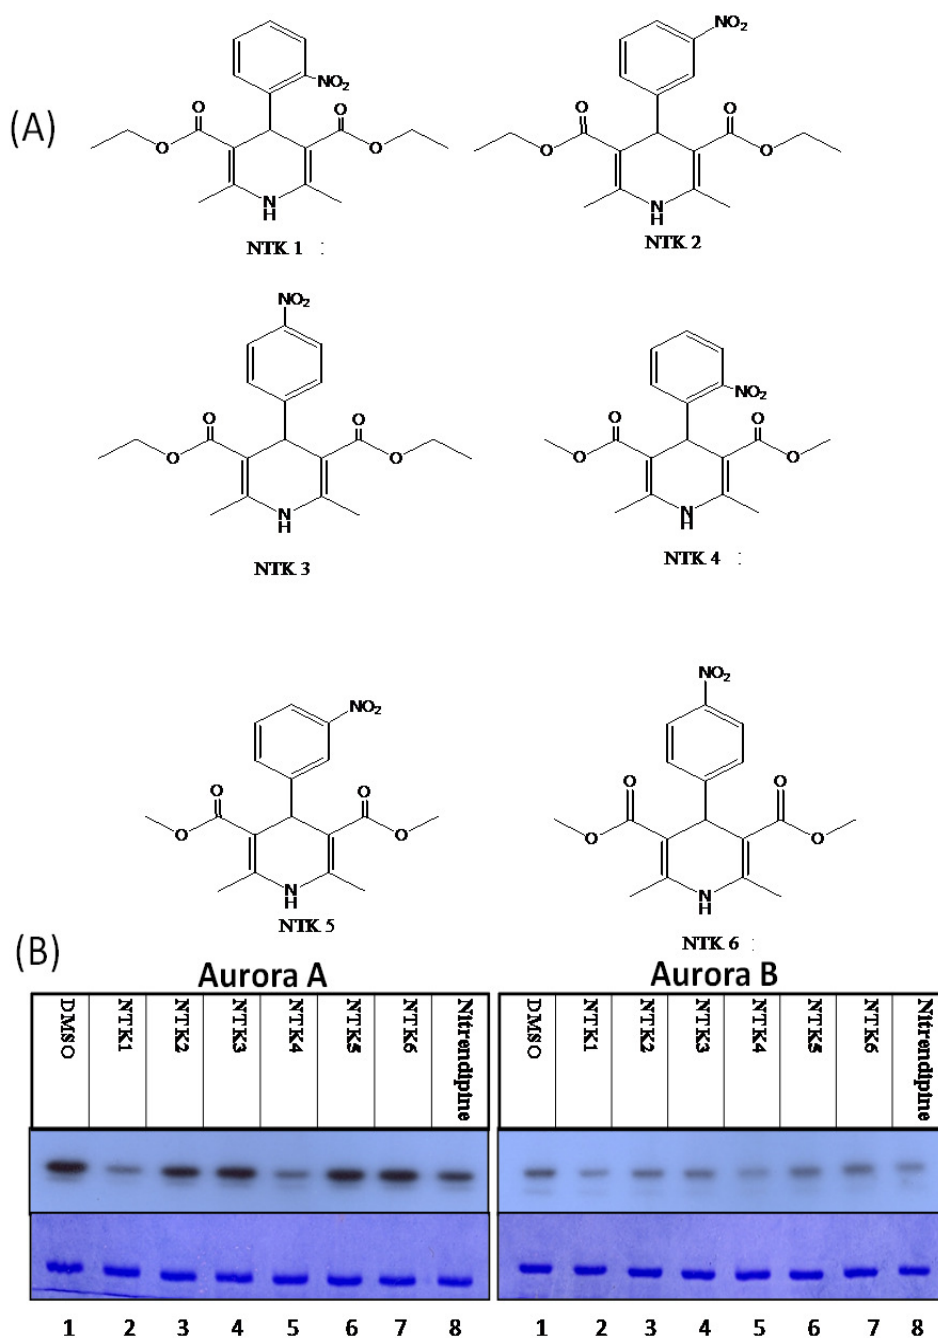 (A)
NO₂
O
O
O
O
N
H
NTK 1 :
NO₂
O
O
O
O
N
H
NTK 2
NO₂
O
O
O
O
N
H
NTK 3
NO₂
O
O
O
O
N
H
NTK 4 :
NO₂
O
O
O
O
N
H
NTK 5
NO₂
O
O
O
O
N
H
NTK 6 :
(B)
Aurora A
DMSO NTK1 NTK2 NTK3 NTK4 NTK5 NTK6 Nitrendipine
1 2 3 4 5 6 7 8
Aurora B
DMSO NTK1 NTK2 NTK3 NTK4 NTK5 NTK6 Nitrendipine
1 2 3 4 5 6 7 8